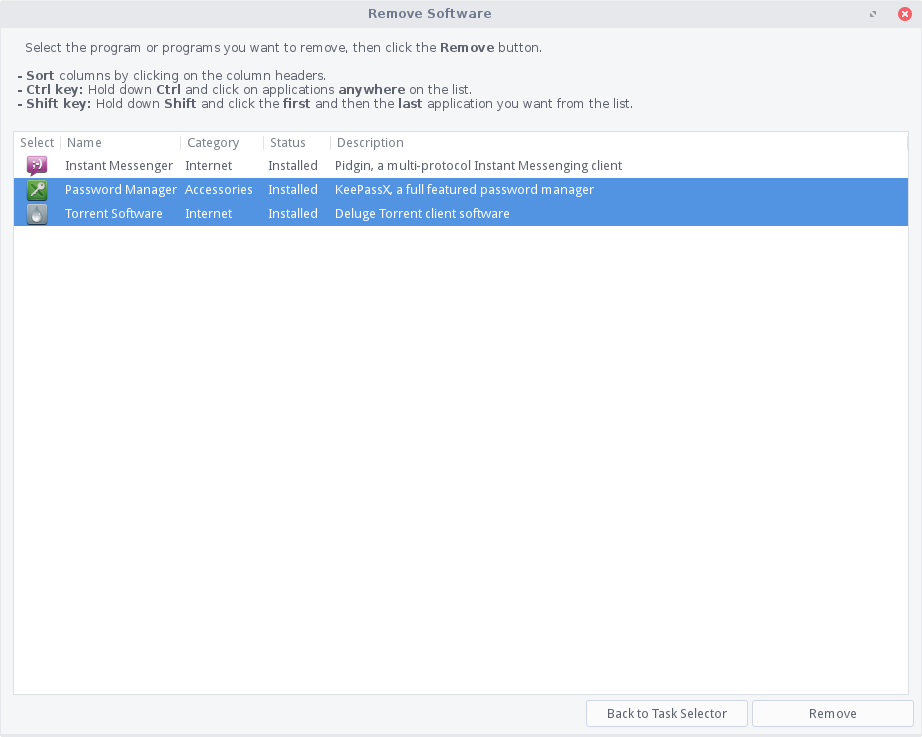 Remove Software
Select the program or programs you want to remove, then click the Remove button.
- Sort columns by clicking on the column headers.
- Ctrl key: Hold down Ctrl and click on applications anywhere on the list.
- Shift key: Hold down Shift and click the first and then the last application you want from the list.
Select Name Category Status Description
Instant Messenger Internet Installed Pidgin, a multi-protocol Instant Messenging client
Password Manager Accessories Installed KeePassX, a full featured password manager
Torrent Software Internet Installed Deluge Torrent client software
Back to Task Selector Remove